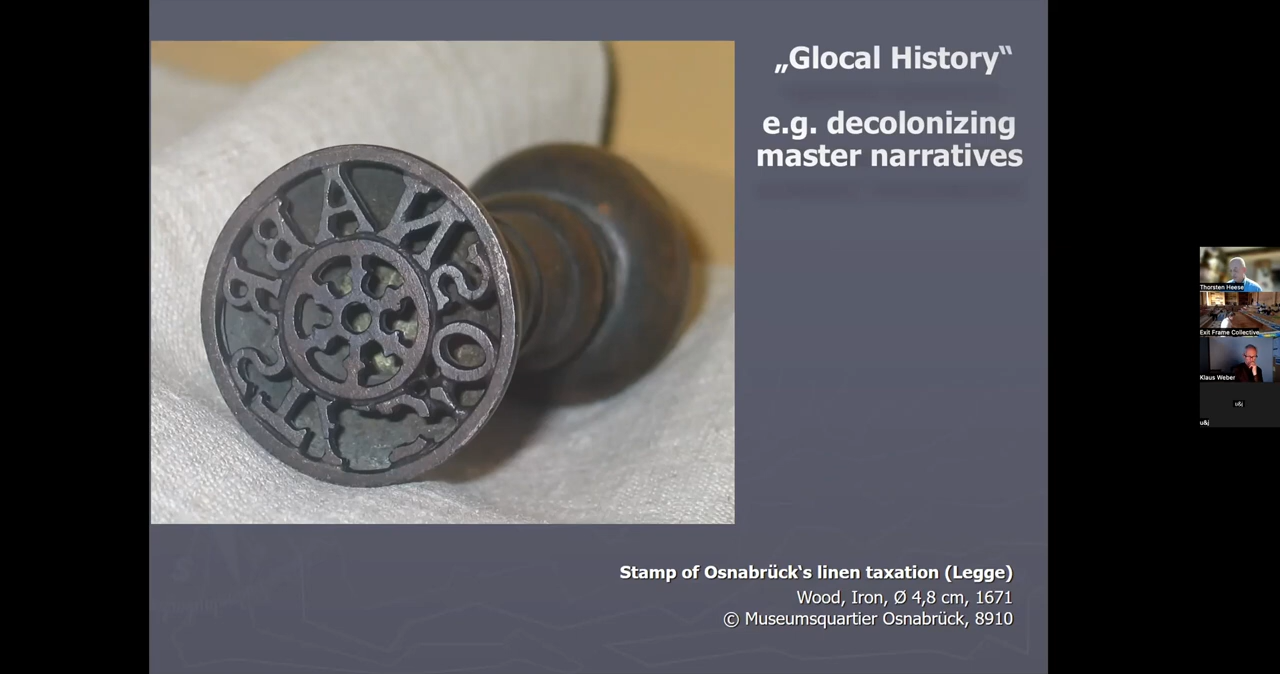 „Glocal History“
e.g. decolonizing
master narratives
OSNABR
Stamp of Osnabrück‘s linen taxation (Legge)
Wood, Iron, Ø 4,8 cm, 1671
© Museumsquartier Osnabrück, 8910
Thorsten Heese
Exit Frame Collective
Klaus Weber
u&j
u&j